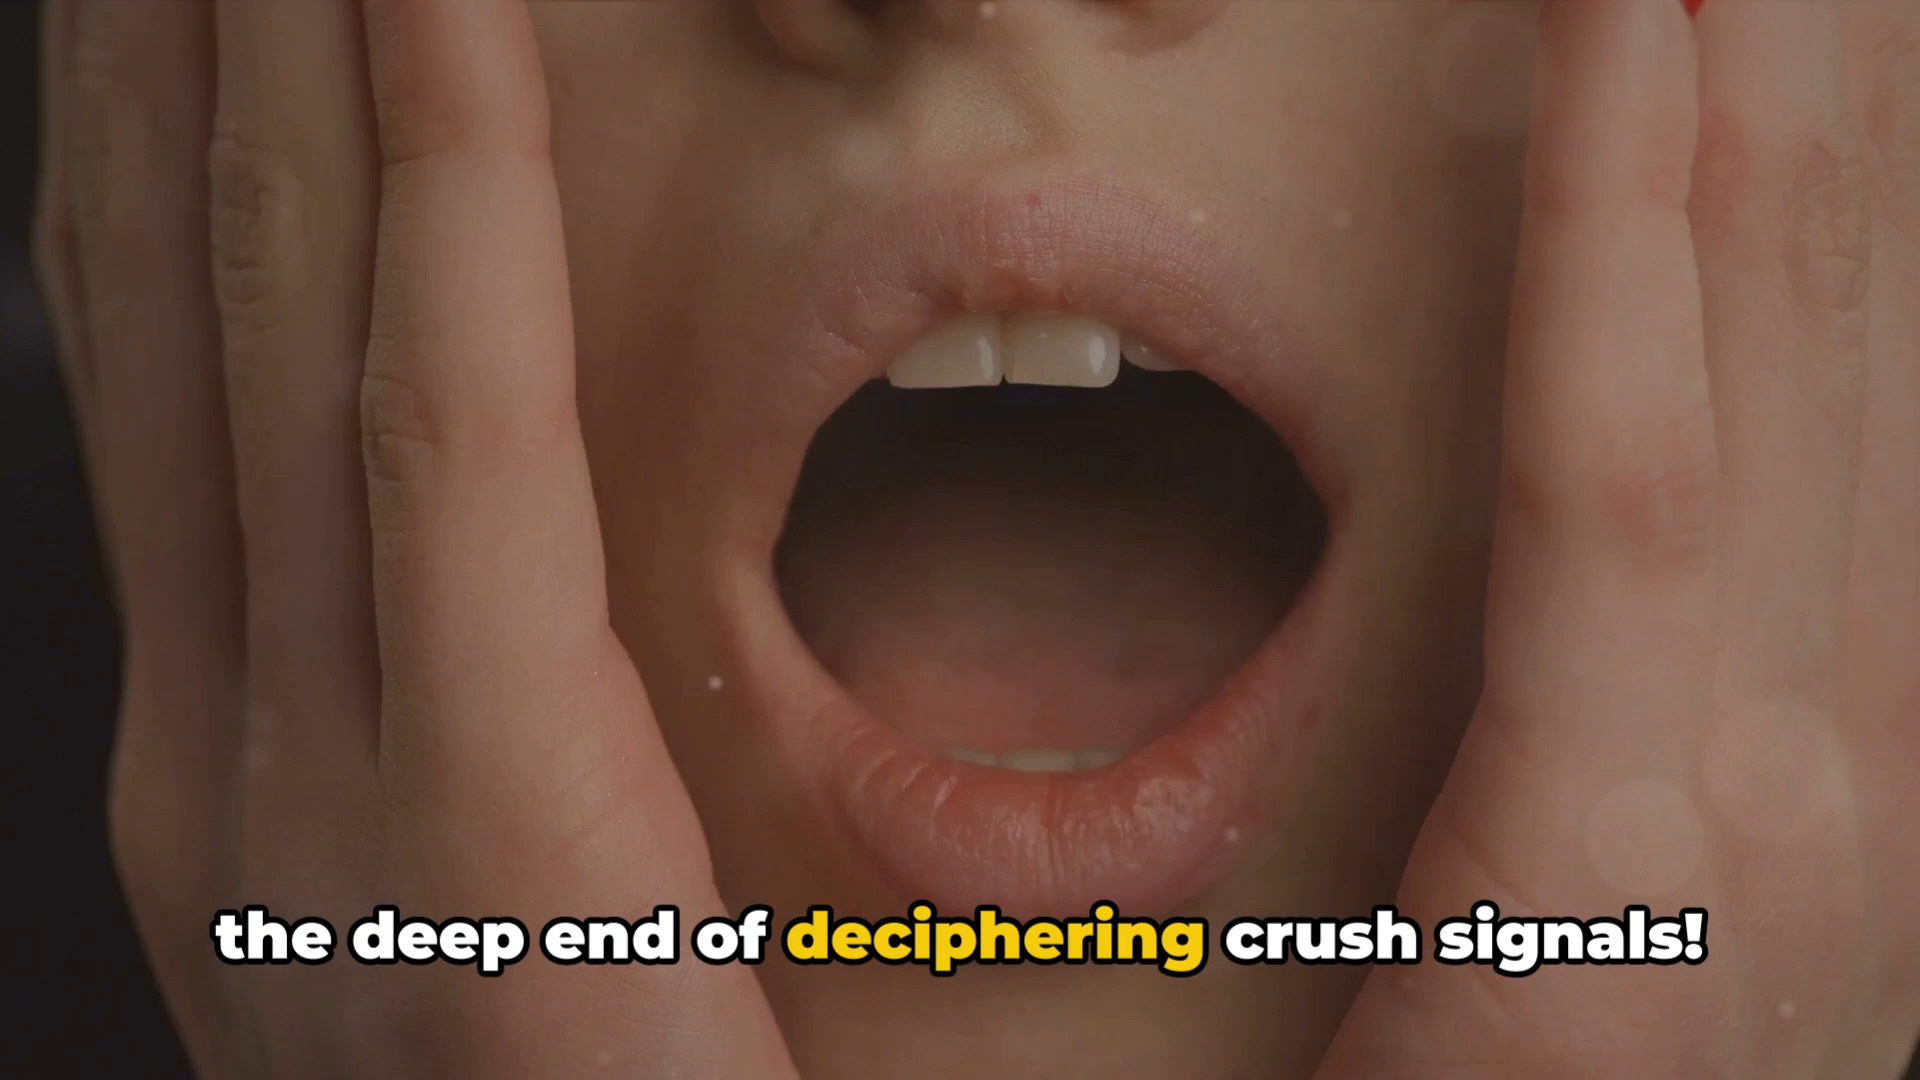 the deep end of deciphering crush signals!